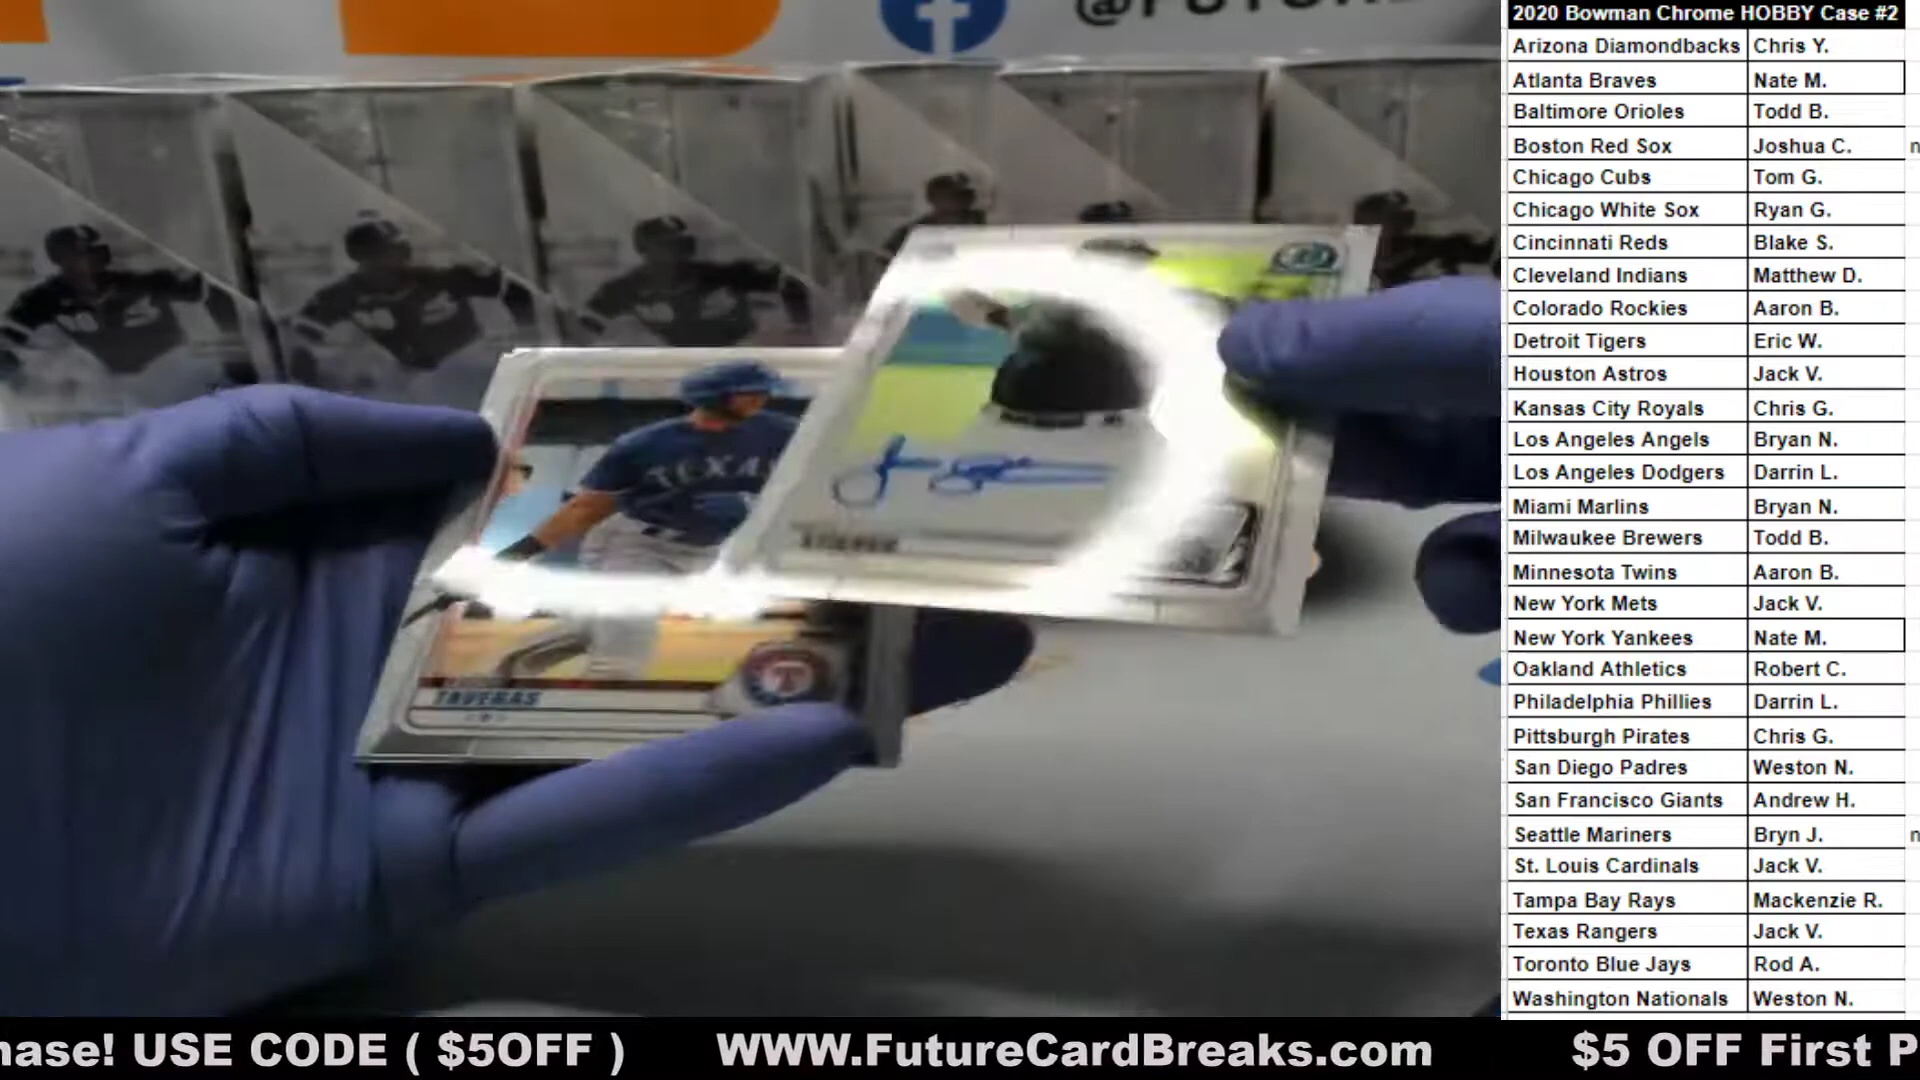 2020 Bowman Chrome HOBBY Case #2
Arizona Diamondbacks Chris Y.
Atlanta Braves Nate M.
Baltimore Orioles Todd B.
Boston Red Sox Joshua C.
Chicago Cubs Tom G.
Chicago White Sox Ryan G.
Cincinnati Reds Blake S.
Cleveland Indians Matthew D.
Colorado Rockies Aaron B.
Detroit Tigers Eric W.
Houston Astros Jack V.
Kansas City Royals Chris G.
Los Angeles Angels Bryan N.
Los Angeles Dodgers Darrin L.
Miami Marlins Bryan N.
Milwaukee Brewers Todd B.
Minnesota Twins Aaron B.
New York Mets Jack V.
New York Yankees Nate M.
Oakland Athletics Robert C.
Philadelphia Phillies Darrin L.
Pittsburgh Pirates Chris G.
San Diego Padres Weston N.
San Francisco Giants Andrew H.
Seattle Mariners Bryn J.
St. Louis Cardinals Jack V.
Tampa Bay Rays Mackenzie R.
Texas Rangers Jack V.
Toronto Blue Jays Rod A.
Washington Nationals Weston N.
TEXAS
TAVERAS
hase! USE CODE ( $5OFF ) WWW.FutureCardBreaks.com $5 OFF First P